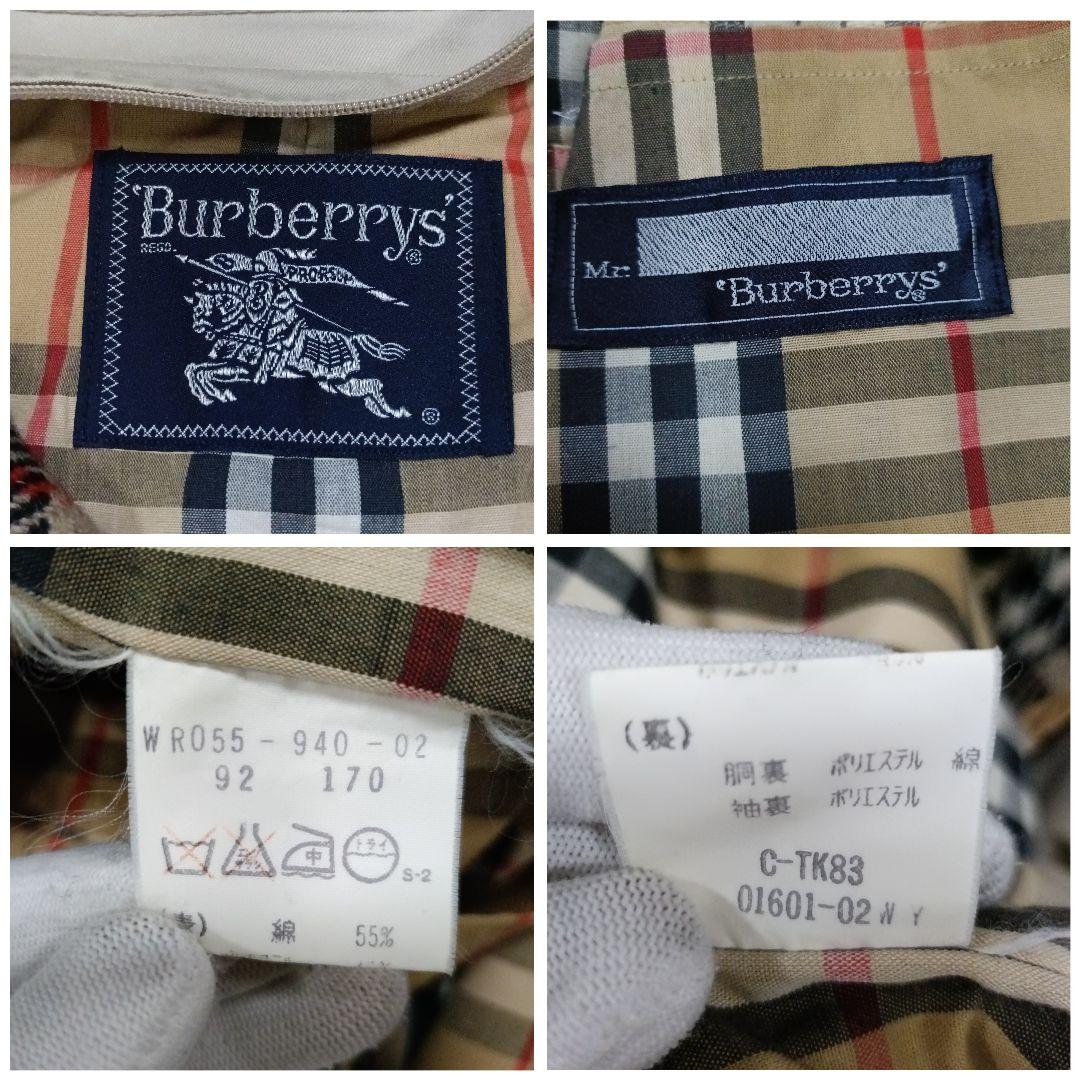 'Burberrys'®
REGD.
PRORSUM
®
Mr.
'Burberrys'
®
WR055-940-02
92 170
中 ドライ
S-2
綿 55%
(裏)
胴裏 ポリエステル 綿
袖裏 ポリエステル
C-TK83
01601-02 W Y